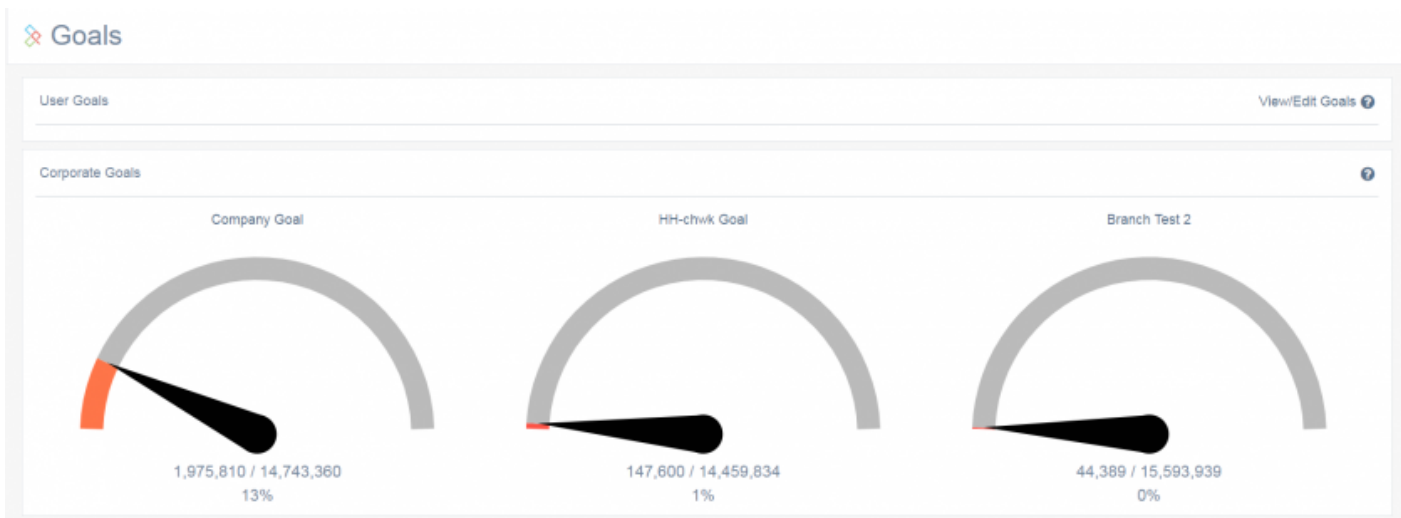 Goals
User Goals
View/Edit Goals ?
Corporate Goals
?
Company Goal
HH-chwk Goal
Branch Test 2
1,975,810 / 14,743,360
13%
147,600 / 14,459,834
1%
44,389 / 15,593,939
0%